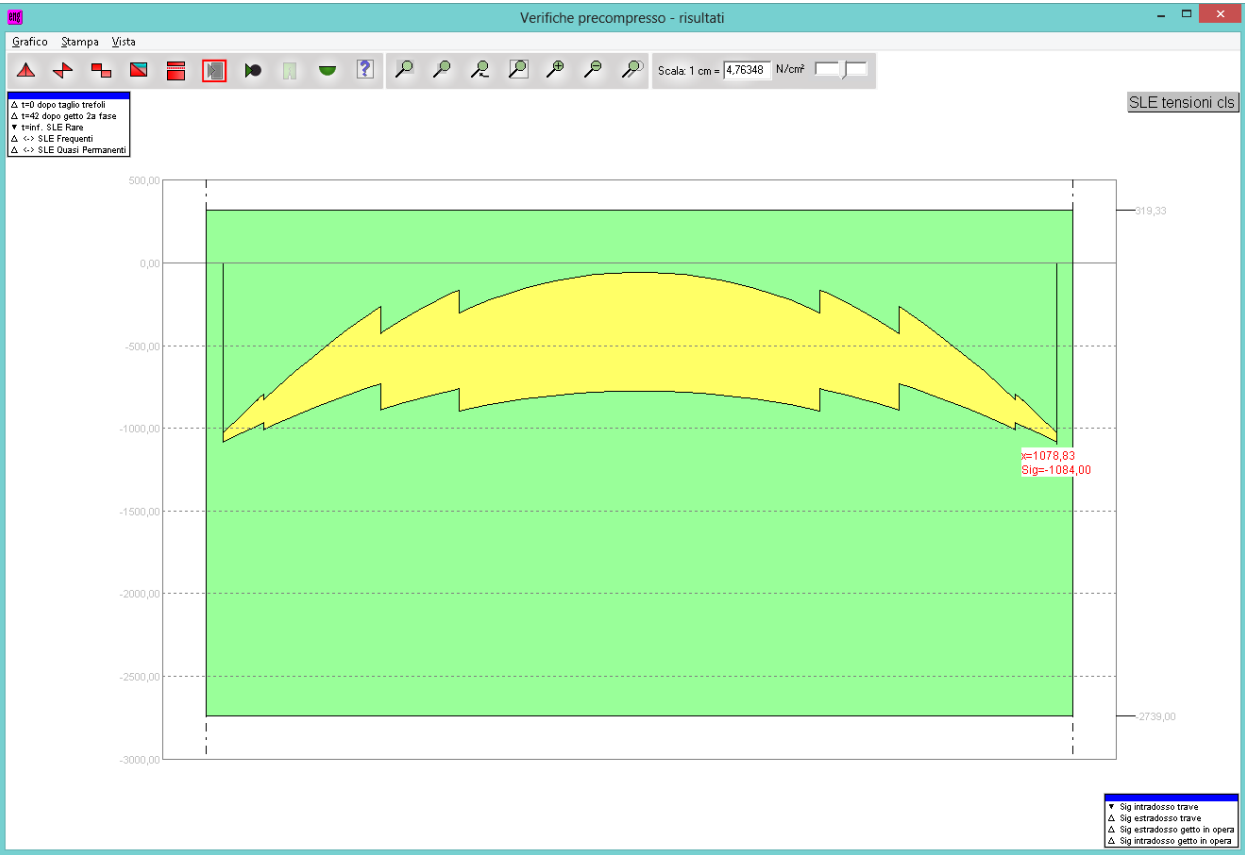 emg
Verifiche precompresso - risultati
Grafico Stampa Vista
Scala: 1 cm = 4,76348 N/cm²
t=0 dopo taglio trefoli
t=42 dopo getto 2a fase
t=inf. SLE Rare
<-> SLE Frequenti
<-> SLE Quasi Permanenti
SLE tensioni cls
500,00
319,33
0,00
-500,00
-1000,00
x=1078,83
Sig=-1084,00
-1500,00
-2000,00
-2500,00
-2739,00
-3000,00
Sig intradosso trave
Sig estradosso trave
Sig estradosso getto in opera
Sig intradosso getto in opera